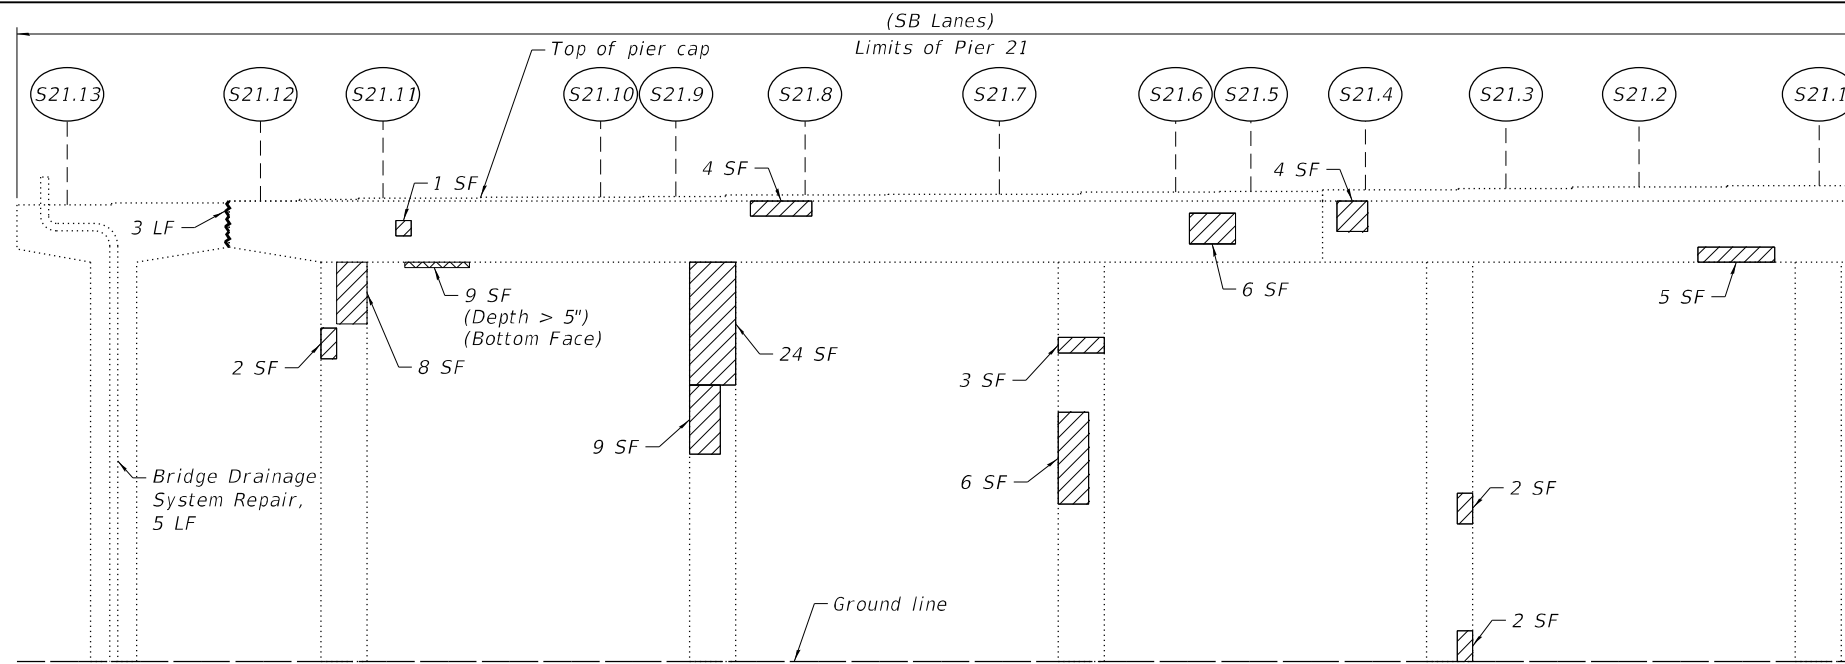 (SB Lanes)
Limits of Pier 21
Top of pier cap
S21.13
S21.12
S21.11
S21.10
S21.9
S21.8
S21.7
S21.6
S21.5
S21.4
S21.3
S21.2
S21.1
4 SF
4 SF
1 SF
3 LF
9 SF
(Depth > 5")
(Bottom Face)
6 SF
5 SF
2 SF
8 SF
24 SF
3 SF
9 SF
6 SF
Bridge Drainage
System Repair,
5 LF
2 SF
Ground line
2 SF